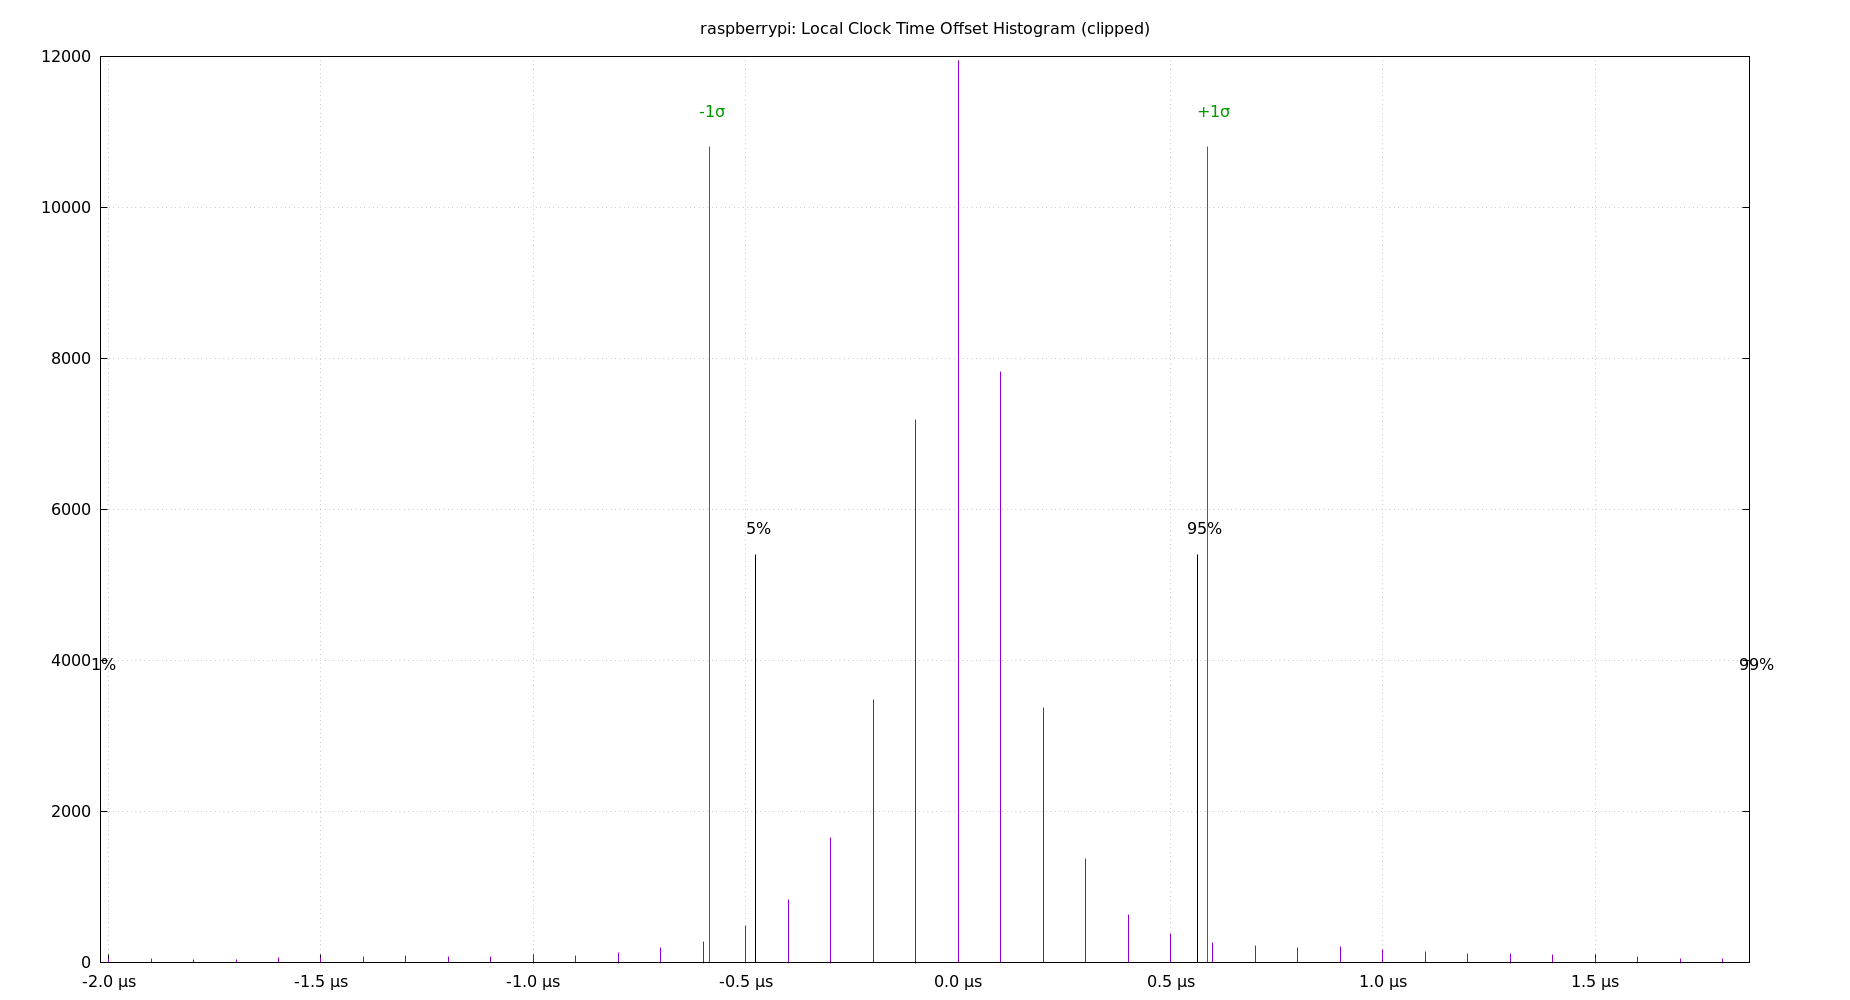 raspberrypi: Local Clock Time Offset Histogram (clipped)
12000
-1σ
+1σ
10000
8000
6000
5%
95%
4000
1%
99%
2000
0
-2.0 µs
-1.5 µs
-1.0 µs
-0.5 µs
0.0 µs
0.5 µs
1.0 µs
1.5 µs